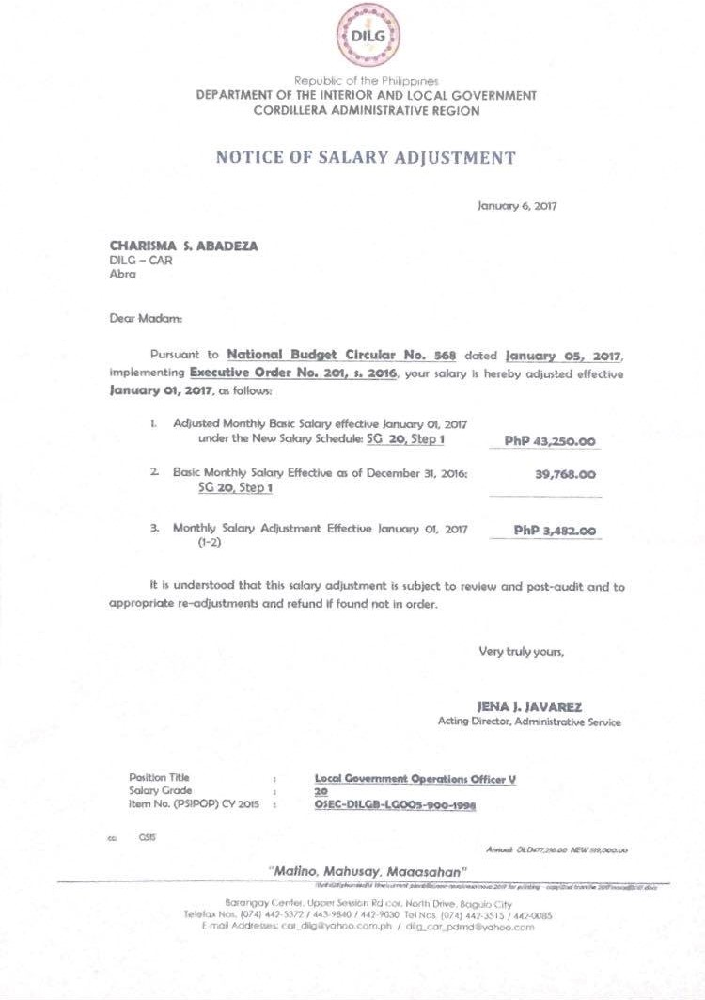 DILG
Republic of the Philippines
DEPARTMENT OF THE INTERIOR AND LOCAL GOVERNMENT
CORDILLERA ADMINISTRATIVE REGION
NOTICE OF SALARY ADJUSTMENT
January 6, 2017
CHARISMA S. ABADEZA
DILG – CAR
Abra
Dear Madam:
Pursuant to National Budget Circular No. 568 dated January 05, 2017,
implementing Executive Order No. 201, s. 2016, your salary is hereby adjusted effective
January 01, 2017, as follows:
1. Adjusted Monthly Basic Salary effective January 01, 2017
under the New Salary Schedule: SG 20, Step 1 PhP 43,250.00
2. Basic Monthly Salary Effective as of December 31, 2016: 39,768.00
SG 20, Step 1
3. Monthly Salary Adjustment Effective January 01, 2017 PhP 3,482.00
(1-2)
It is understood that this salary adjustment is subject to review and post-audit and to
appropriate re-adjustments and refund if found not in order.
Very truly yours,
JENA J. JAVAREZ
Acting Director, Administrative Service
Position Title : Local Government Operations Officer V
Salary Grade : 20
Item No. (PSIPOP) CY 2015 : OSEC-DILGB-LGOO5-900-1998
cc: GSIS
Annual: OLD 477,216.00 NEW 519,000.00
"Matino, Mahusay, Maaasahan"
Barangay Center, Upper Session Rd cor. North Drive, Baguio City
Telefax Nos. (074) 442-5372 / 443-9840 / 442-9030 Tel Nos. (074) 442-3515 / 442-0085
E-mail Addresses: car_dilg@yahoo.com.ph / dilg_car_pdmd@yahoo.com